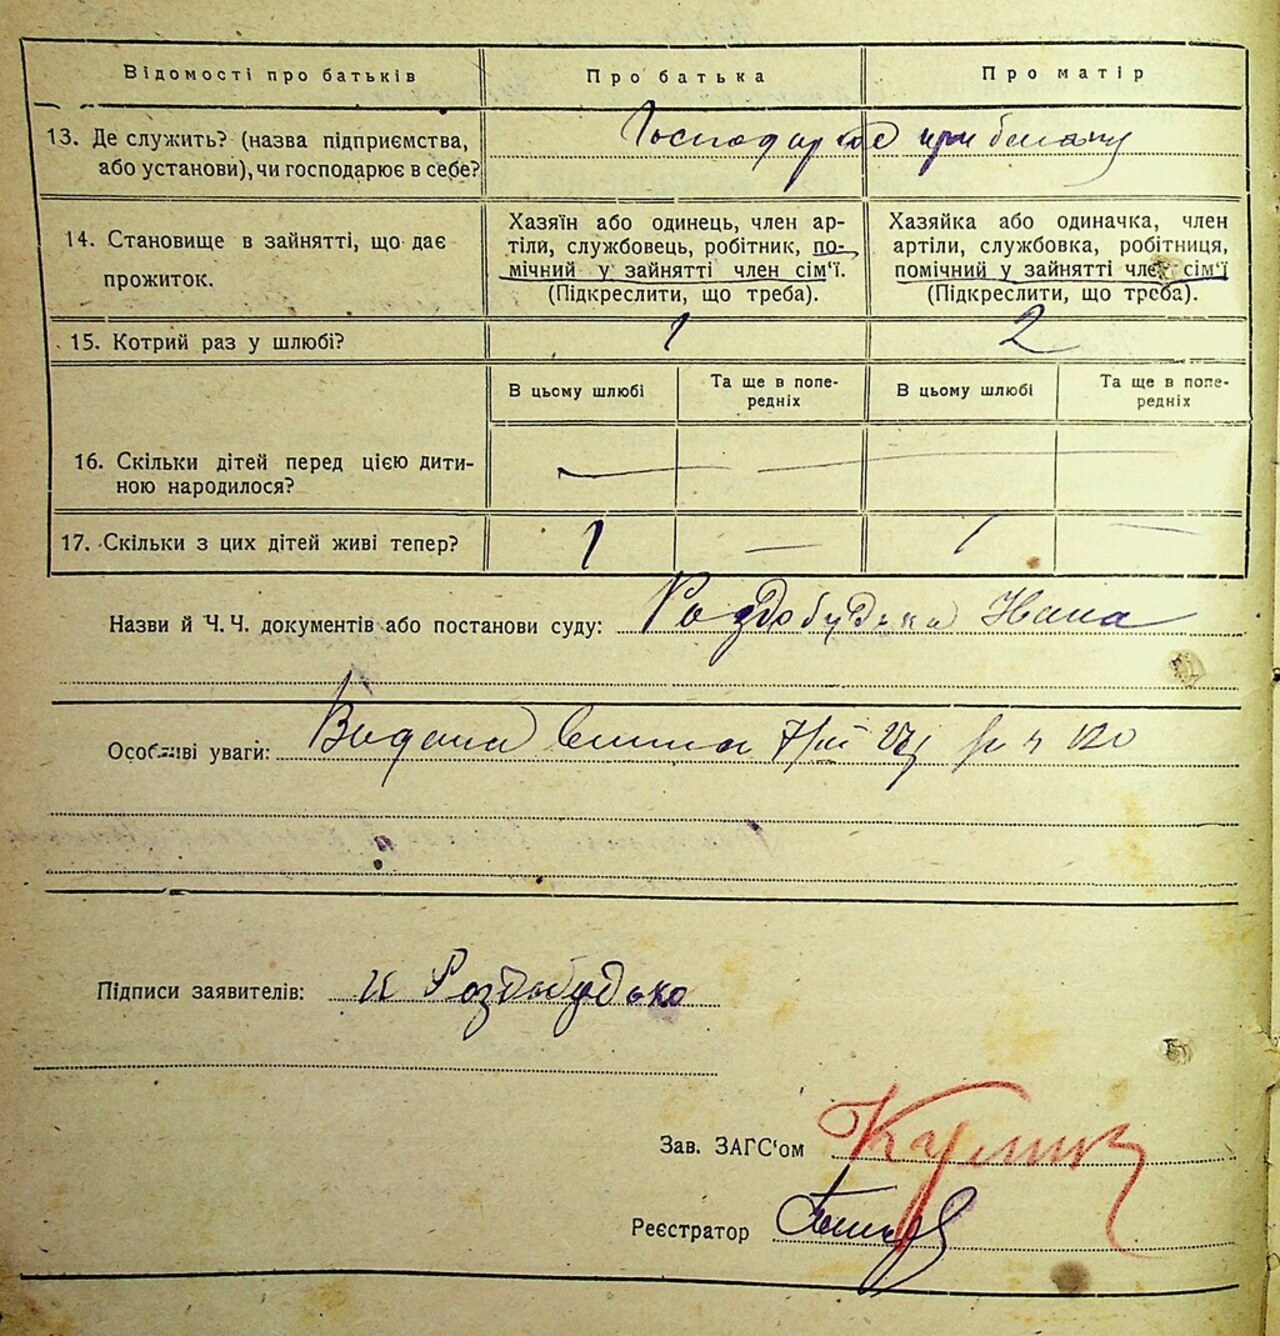 Відомості про батьків
Про батька
Про матір
13. Де служить? (назва підприємства,
або установи), чи господарює в себе?
Господарює при батьку
14. Становище в зайнятті, що дає
прожиток.
Хазяїн або одинець, член ар-
тіли, службовець, робітник, по-
мічний у зайнятті член сім'ї.
(Підкреслити, що треба).
Хазяйка або одиначка, член
артіли, службовка, робітниця,
помічний у зайнятті член сім'ї
(Підкреслити, що треба).
15. Котрий раз у шлюбі?
1
2
В цьому шлюбі
Та ще в попе-
редніх
В цьому шлюбі
Та ще в попе-
редніх
16. Скільки дітей перед цією дити-
ною народилося?
—
—
17. Скільки з цих дітей живі тепер?
1
—
1
—
Назви й Ч. Ч. документів або постанови суду: Роздобудька Ивана
Особливі уваги: Видана
Підписи заявителів: И Роздобудько
Зав. ЗАГС'ом
Реєстратор